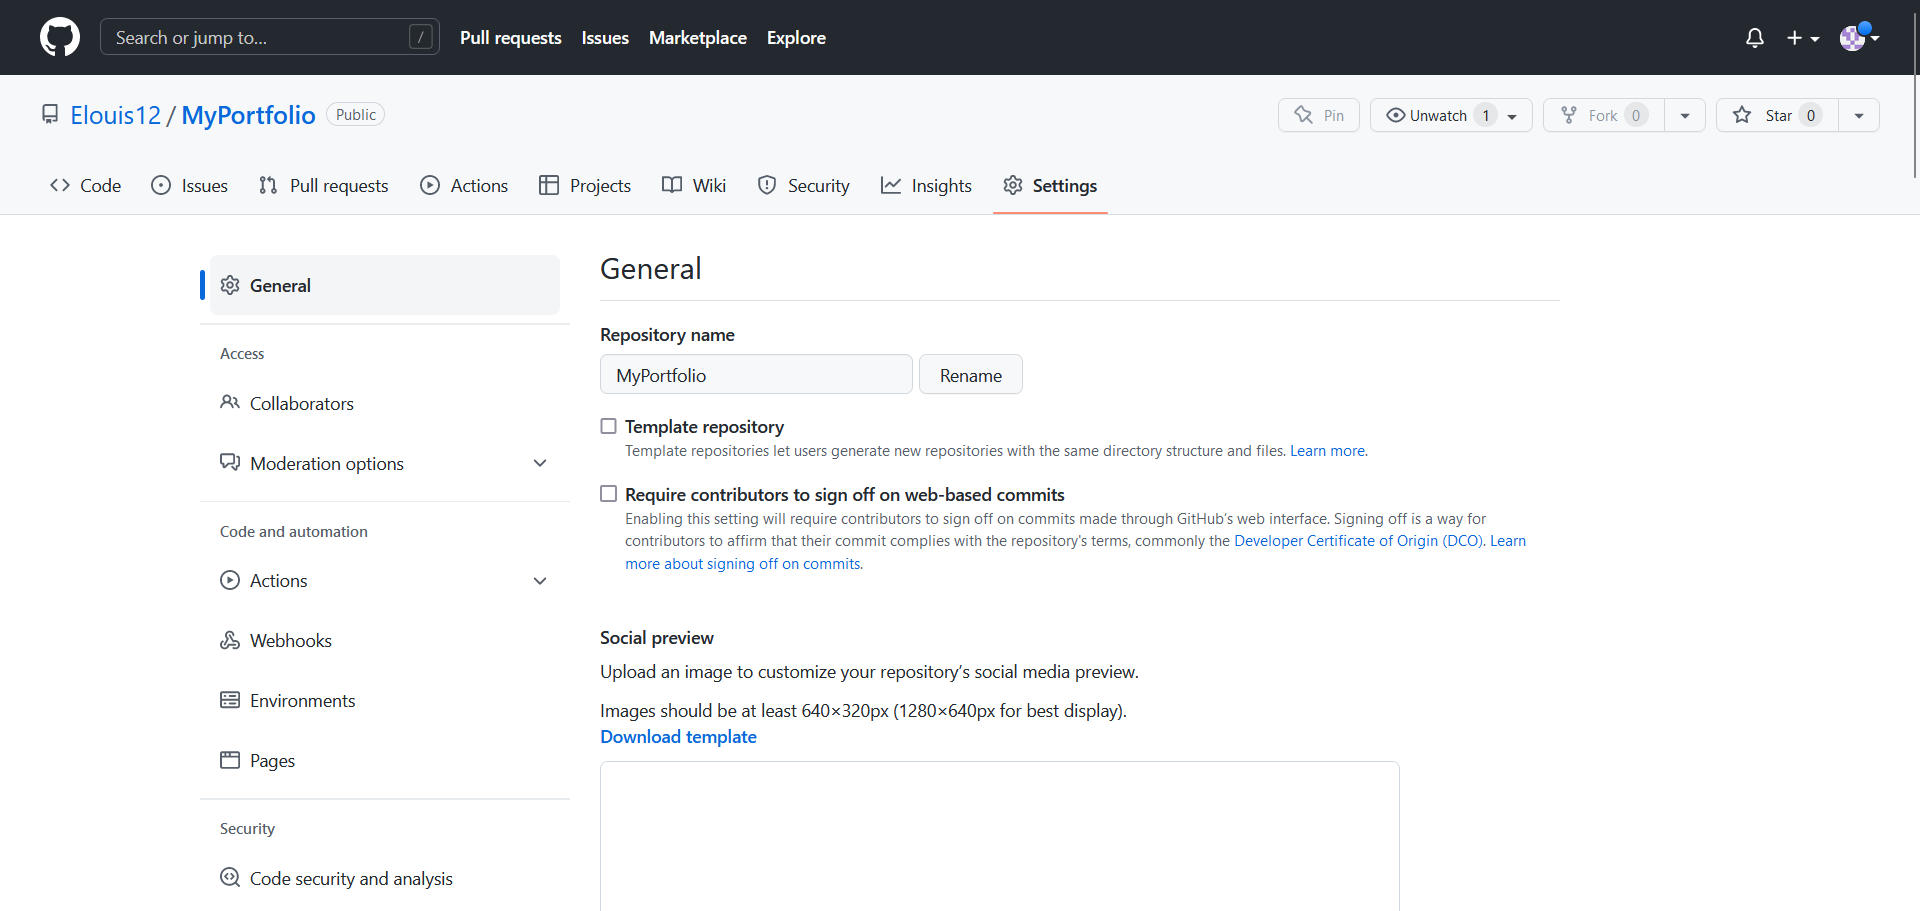 Search or jump to... /
Pull requests Issues Marketplace Explore
Elouis12 / MyPortfolio Public
Pin Unwatch 1 Fork 0 Star 0
Code Issues Pull requests Actions Projects Wiki Security Insights Settings
General
Access
Collaborators
Moderation options
Code and automation
Actions
Webhooks
Environments
Pages
Security
Code security and analysis
General
Repository name
MyPortfolio Rename
Template repository
Template repositories let users generate new repositories with the same directory structure and files. Learn more.
Require contributors to sign off on web-based commits
Enabling this setting will require contributors to sign off on commits made through GitHub’s web interface. Signing off is a way for
contributors to affirm that their commit complies with the repository's terms, commonly the Developer Certificate of Origin (DCO). Learn
more about signing off on commits.
Social preview
Upload an image to customize your repository’s social media preview.
Images should be at least 640×320px (1280×640px for best display).
Download template